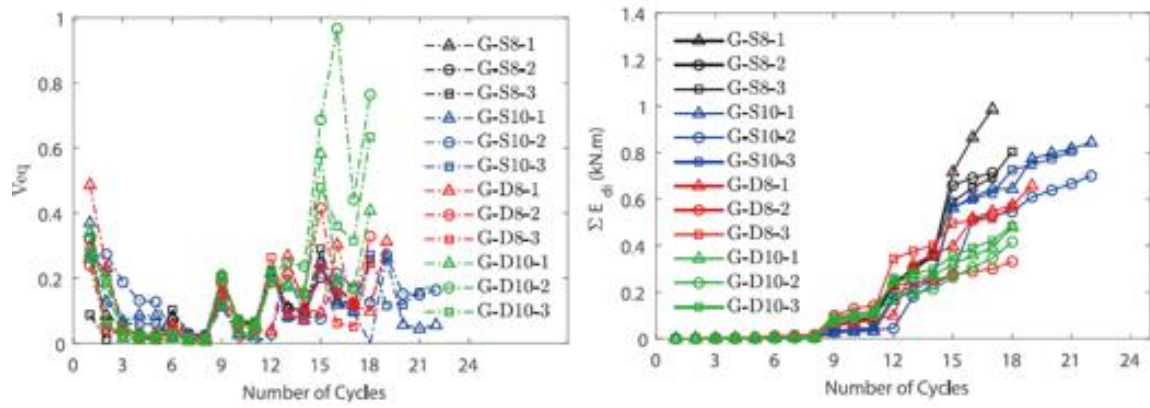 1
0.8
0.6
0.4
0.2
0
Veq
0 3 6 9 12 15 18 21 24
Number of Cycles
G-S8-1
G-S8-2
G-S8-3
G-S10-1
G-S10-2
G-S10-3
G-D8-1
G-D8-2
G-D8-3
G-D10-1
G-D10-2
G-D10-3
1.4
1.2
1
0.8
0.6
0.4
0.2
0
Σ E di (kN.m)
0 3 6 9 12 15 18 21 24
Number of Cycles
G-S8-1
G-S8-2
G-S8-3
G-S10-1
G-S10-2
G-S10-3
G-D8-1
G-D8-2
G-D8-3
G-D10-1
G-D10-2
G-D10-3